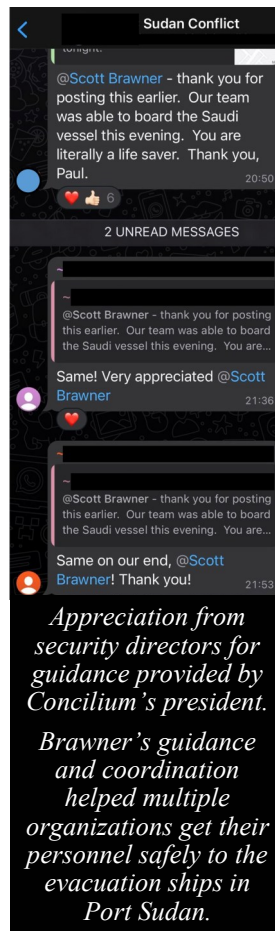 Sudan Conflict
tonight.
@Scott Brawner - thank you for
posting this earlier. Our team
was able to board the Saudi
vessel this evening. You are
literally a life saver. Thank you,
Paul.
20:50
6
2 UNREAD MESSAGES
~
~
@Scott Brawner - thank you for posting
this earlier. Our team was able to board
the Saudi vessel this evening. You are...
Same! Very appreciated @Scott
Brawner
21:36
~
~
@Scott Brawner - thank you for posting
this earlier. Our team was able to board
the Saudi vessel this evening. You are...
Same on our end, @Scott
Brawner! Thank you!
21:53
Appreciation from
security directors for
guidance provided by
Concilium’s president.
Brawner’s guidance
and coordination
helped multiple
organizations get their
personnel safely to the
evacuation ships in
Port Sudan.